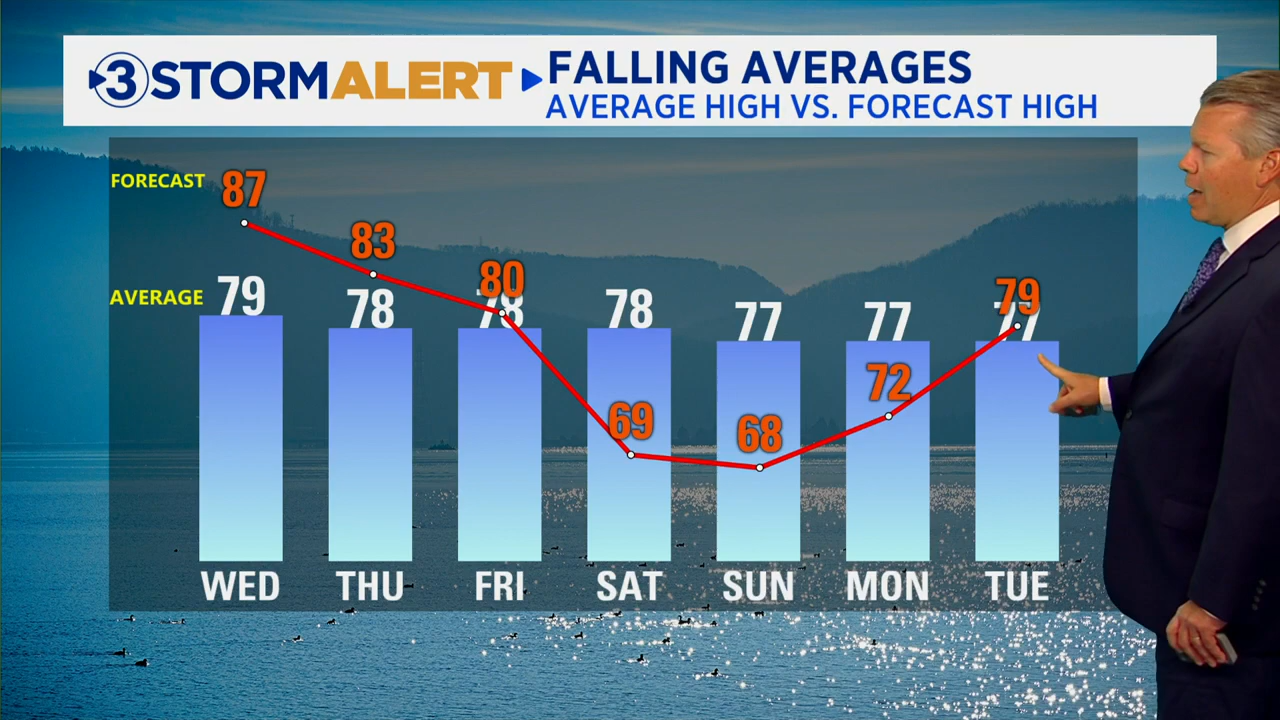 3 STORMALERT
FALLING AVERAGES
AVERAGE HIGH VS. FORECAST HIGH
FORECAST 87
83
80
79
AVERAGE 79 78 78 78 77 77 77
69 68 72
WED THU FRI SAT SUN MON TUE